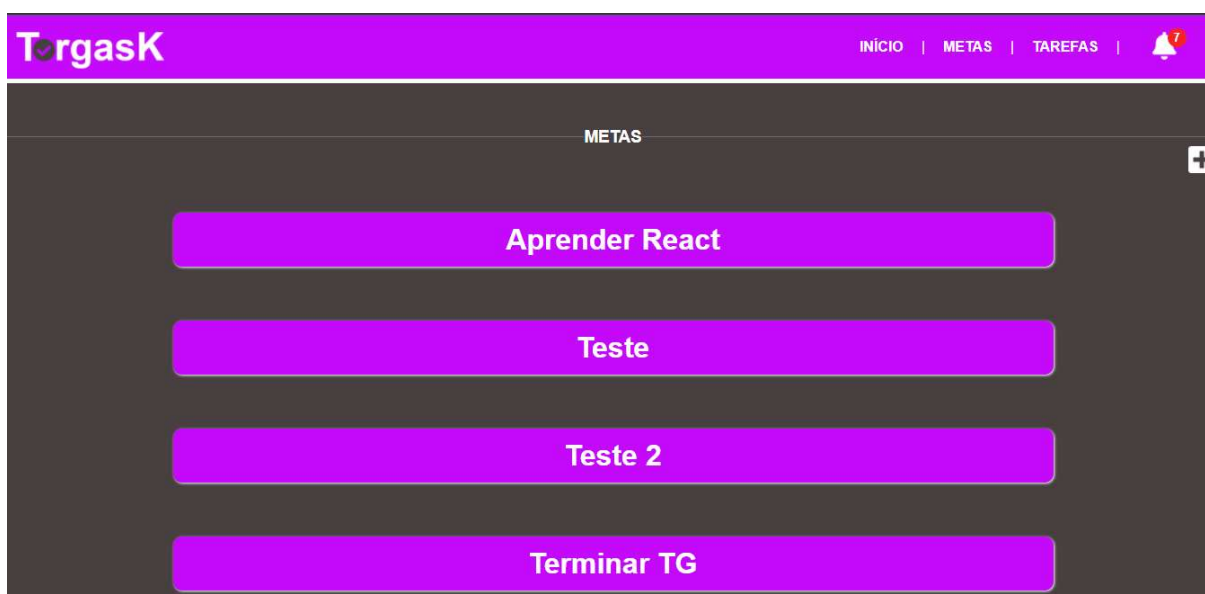 TorgasK
INÍCIO | METAS | TAREFAS | 7
METAS
Aprender React
Teste
Teste 2
Terminar TG